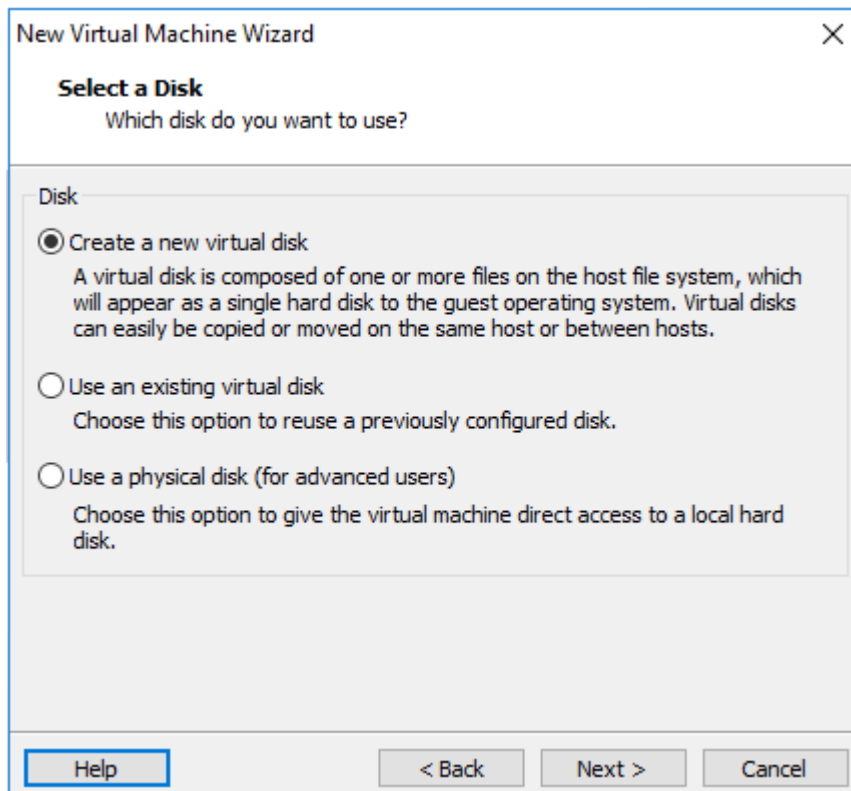 New Virtual Machine Wizard
Select a Disk
Which disk do you want to use?
Disk
Create a new virtual disk
A virtual disk is composed of one or more files on the host file system, which
will appear as a single hard disk to the guest operating system. Virtual disks
can easily be copied or moved on the same host or between hosts.
Use an existing virtual disk
Choose this option to reuse a previously configured disk.
Use a physical disk (for advanced users)
Choose this option to give the virtual machine direct access to a local hard
disk.
Help
< Back
Next >
Cancel